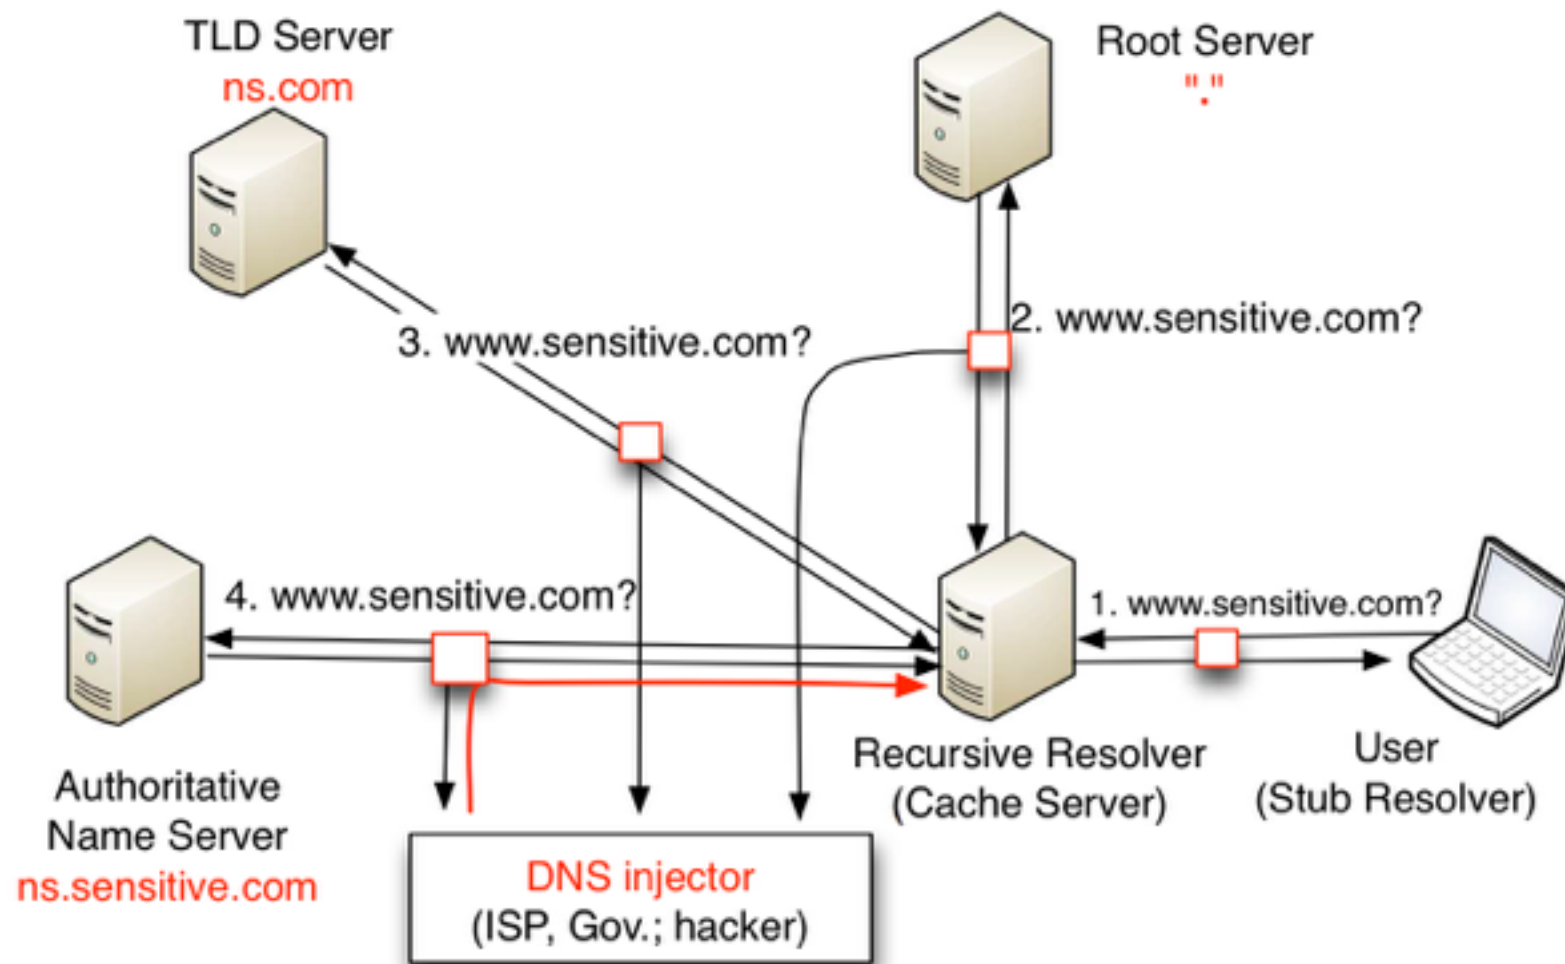 TLD Server
ns.com
Root Server
"."
3. www.sensitive.com?
2. www.sensitive.com?
4. www.sensitive.com?
1. www.sensitive.com?
Authoritative
Name Server
ns.sensitive.com
Recursive Resolver
(Cache Server)
User
(Stub Resolver)
DNS injector
(ISP, Gov.; hacker)